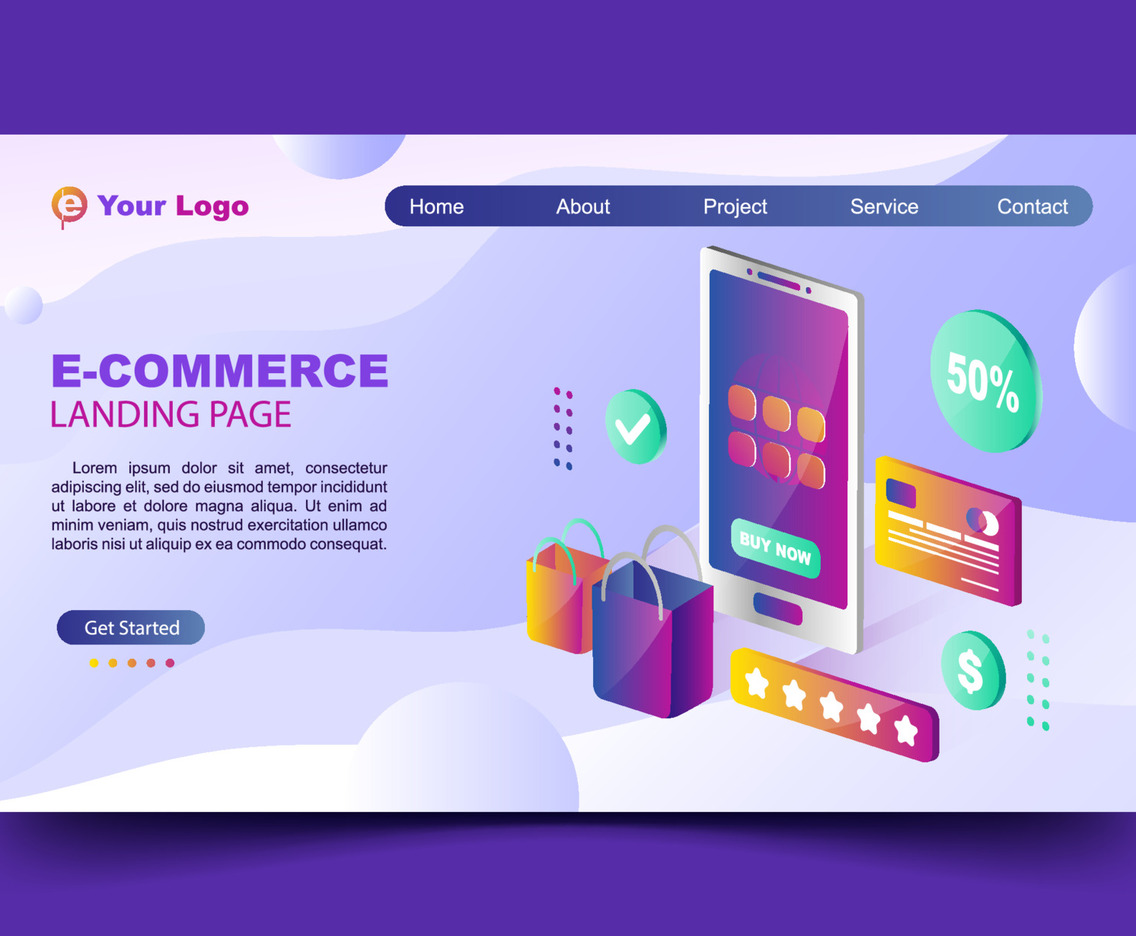 e Your Logo
Home About Project Service Contact
E-COMMERCE
LANDING PAGE
Lorem ipsum dolor sit amet, consectetur
adipiscing elit, sed do eiusmod tempor incididunt
ut labore et dolore magna aliqua. Ut enim ad
minim veniam, quis nostrud exercitation ullamco
laboris nisi ut aliquip ex ea commodo consequat.
Get Started
50%
BUY NOW
$